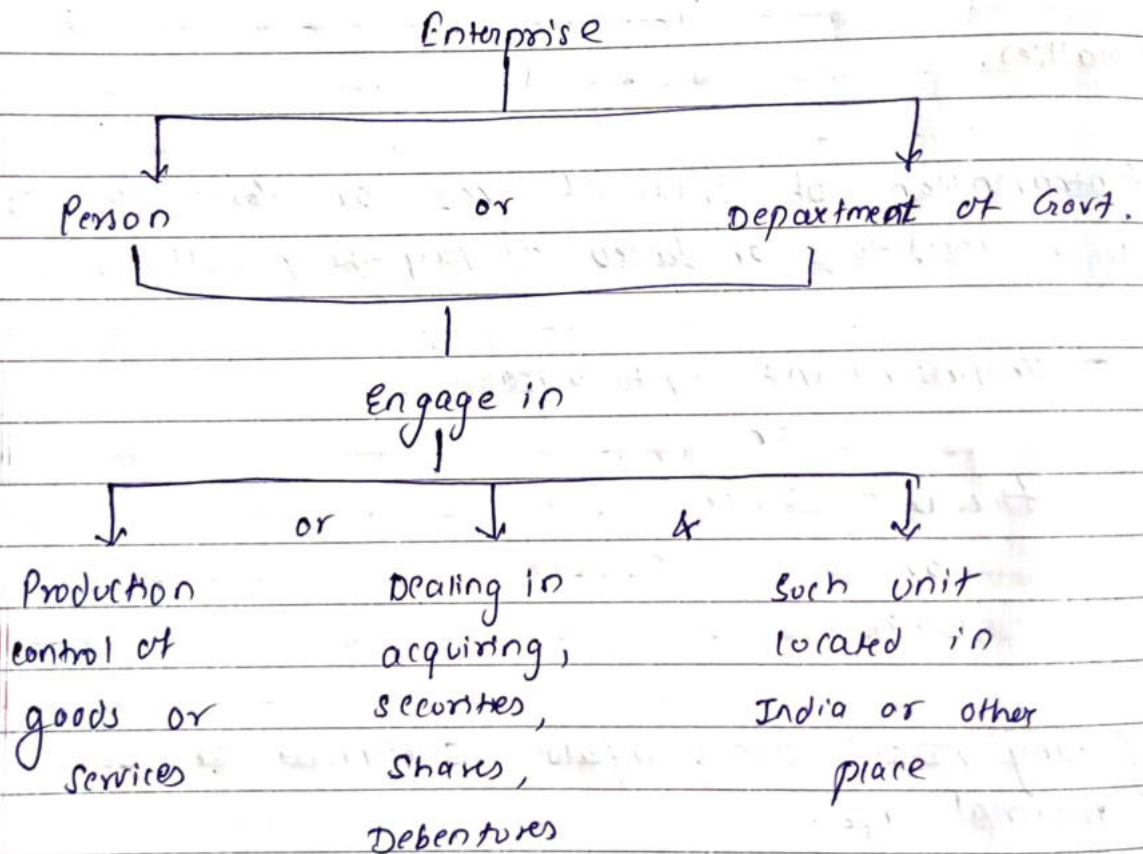 Enterprise
Person or Department of Govt.
Engage in
or &
Production Dealing in Such unit
control of acquiring, located in
goods or securities, India or other
Services Shares, place
Debentures